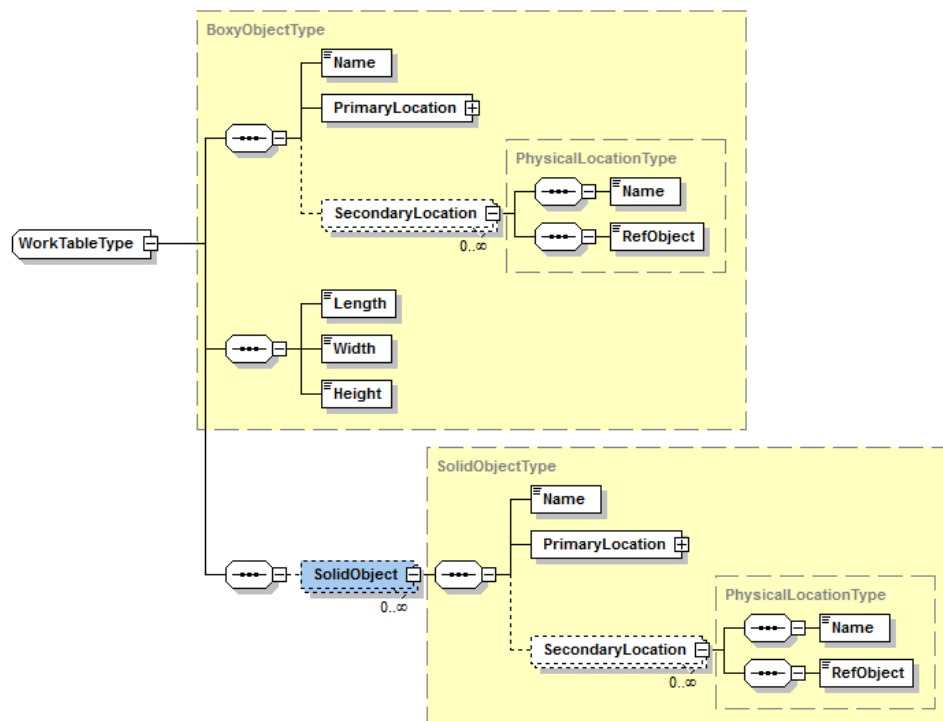 BoxyObjectType
Name
PrimaryLocation
PhysicalLocationType
Name
SecondaryLocation
0..∞
RefObject
WorkTableType
Length
Width
Height
SolidObjectType
Name
PrimaryLocation
SolidObject
0..∞
PhysicalLocationType
Name
SecondaryLocation
0..∞
RefObject